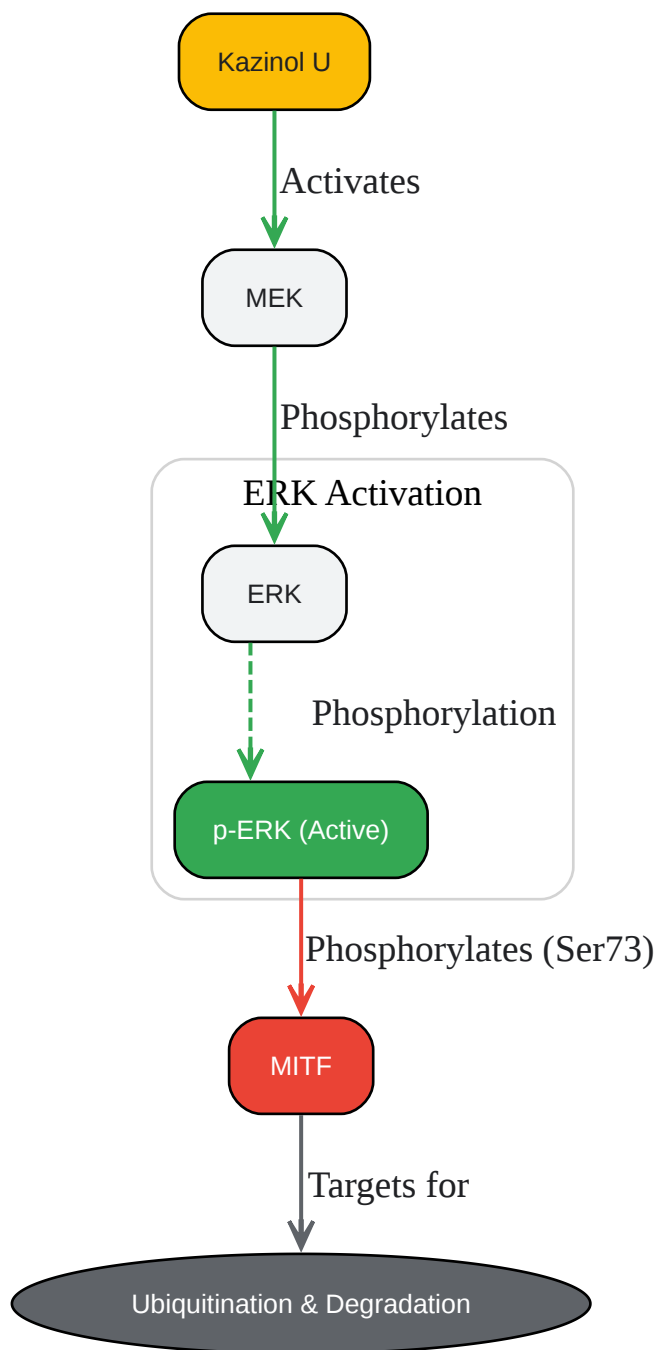 Kazinol U
Activates
MEK
Phosphorylates
ERK Activation
ERK
Phosphorylation
p-ERK (Active)
Phosphorylates (Ser73)
MITF
Targets for
Ubiquitination & Degradation